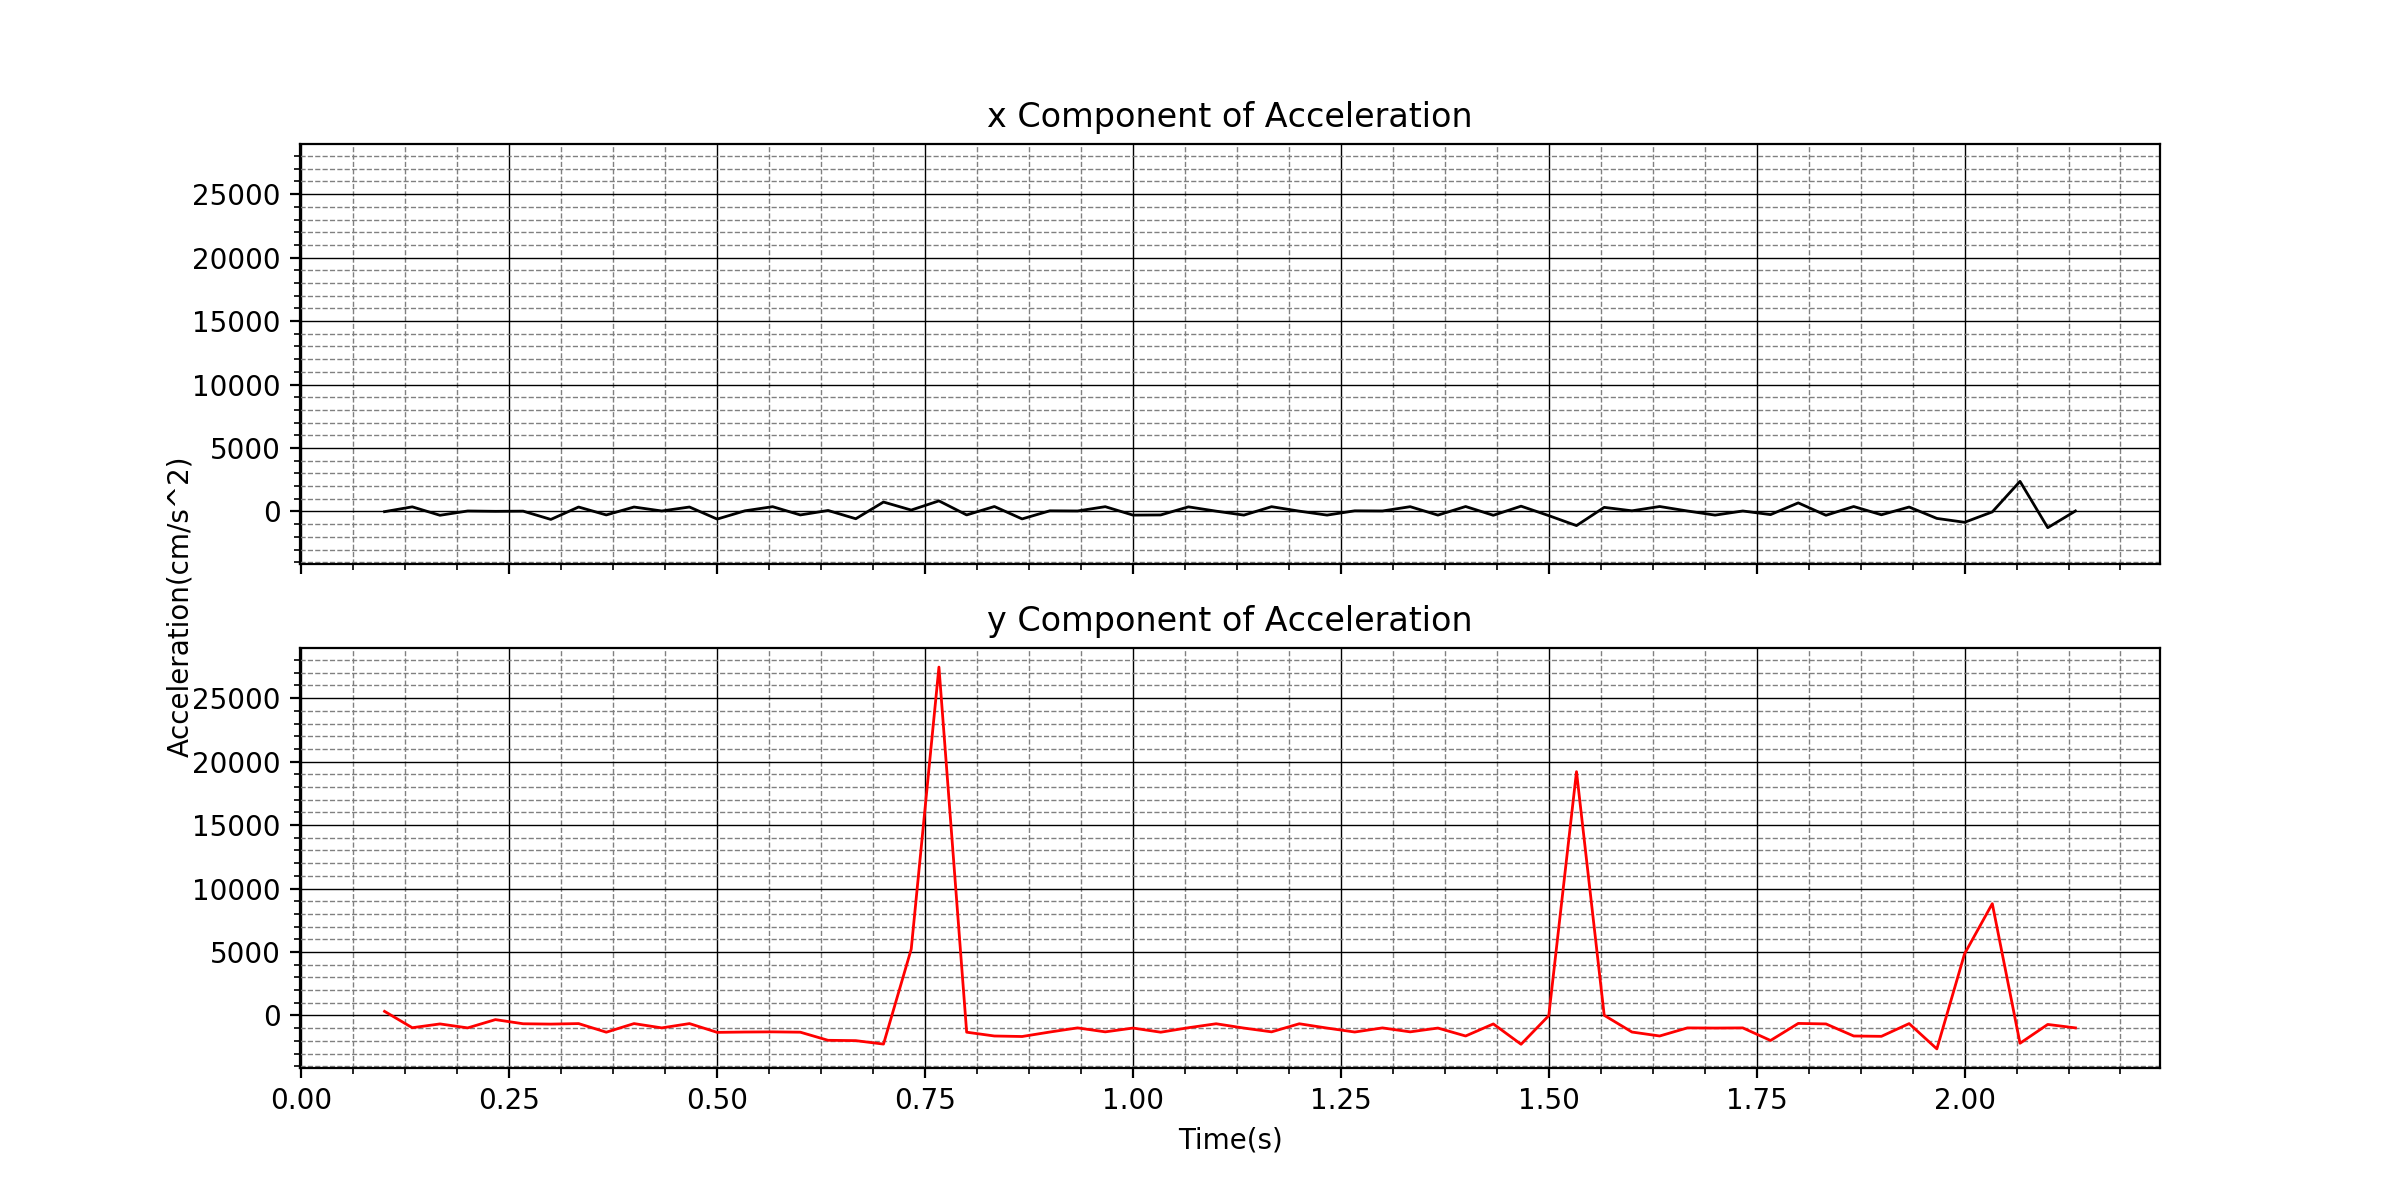 x Component of Acceleration
25000
20000
15000
10000
5000
0
Acceleration(cm/s^2)
y Component of Acceleration
25000
20000
15000
10000
5000
0
0.00 0.25 0.50 0.75 1.00 1.25 1.50 1.75 2.00
Time(s)